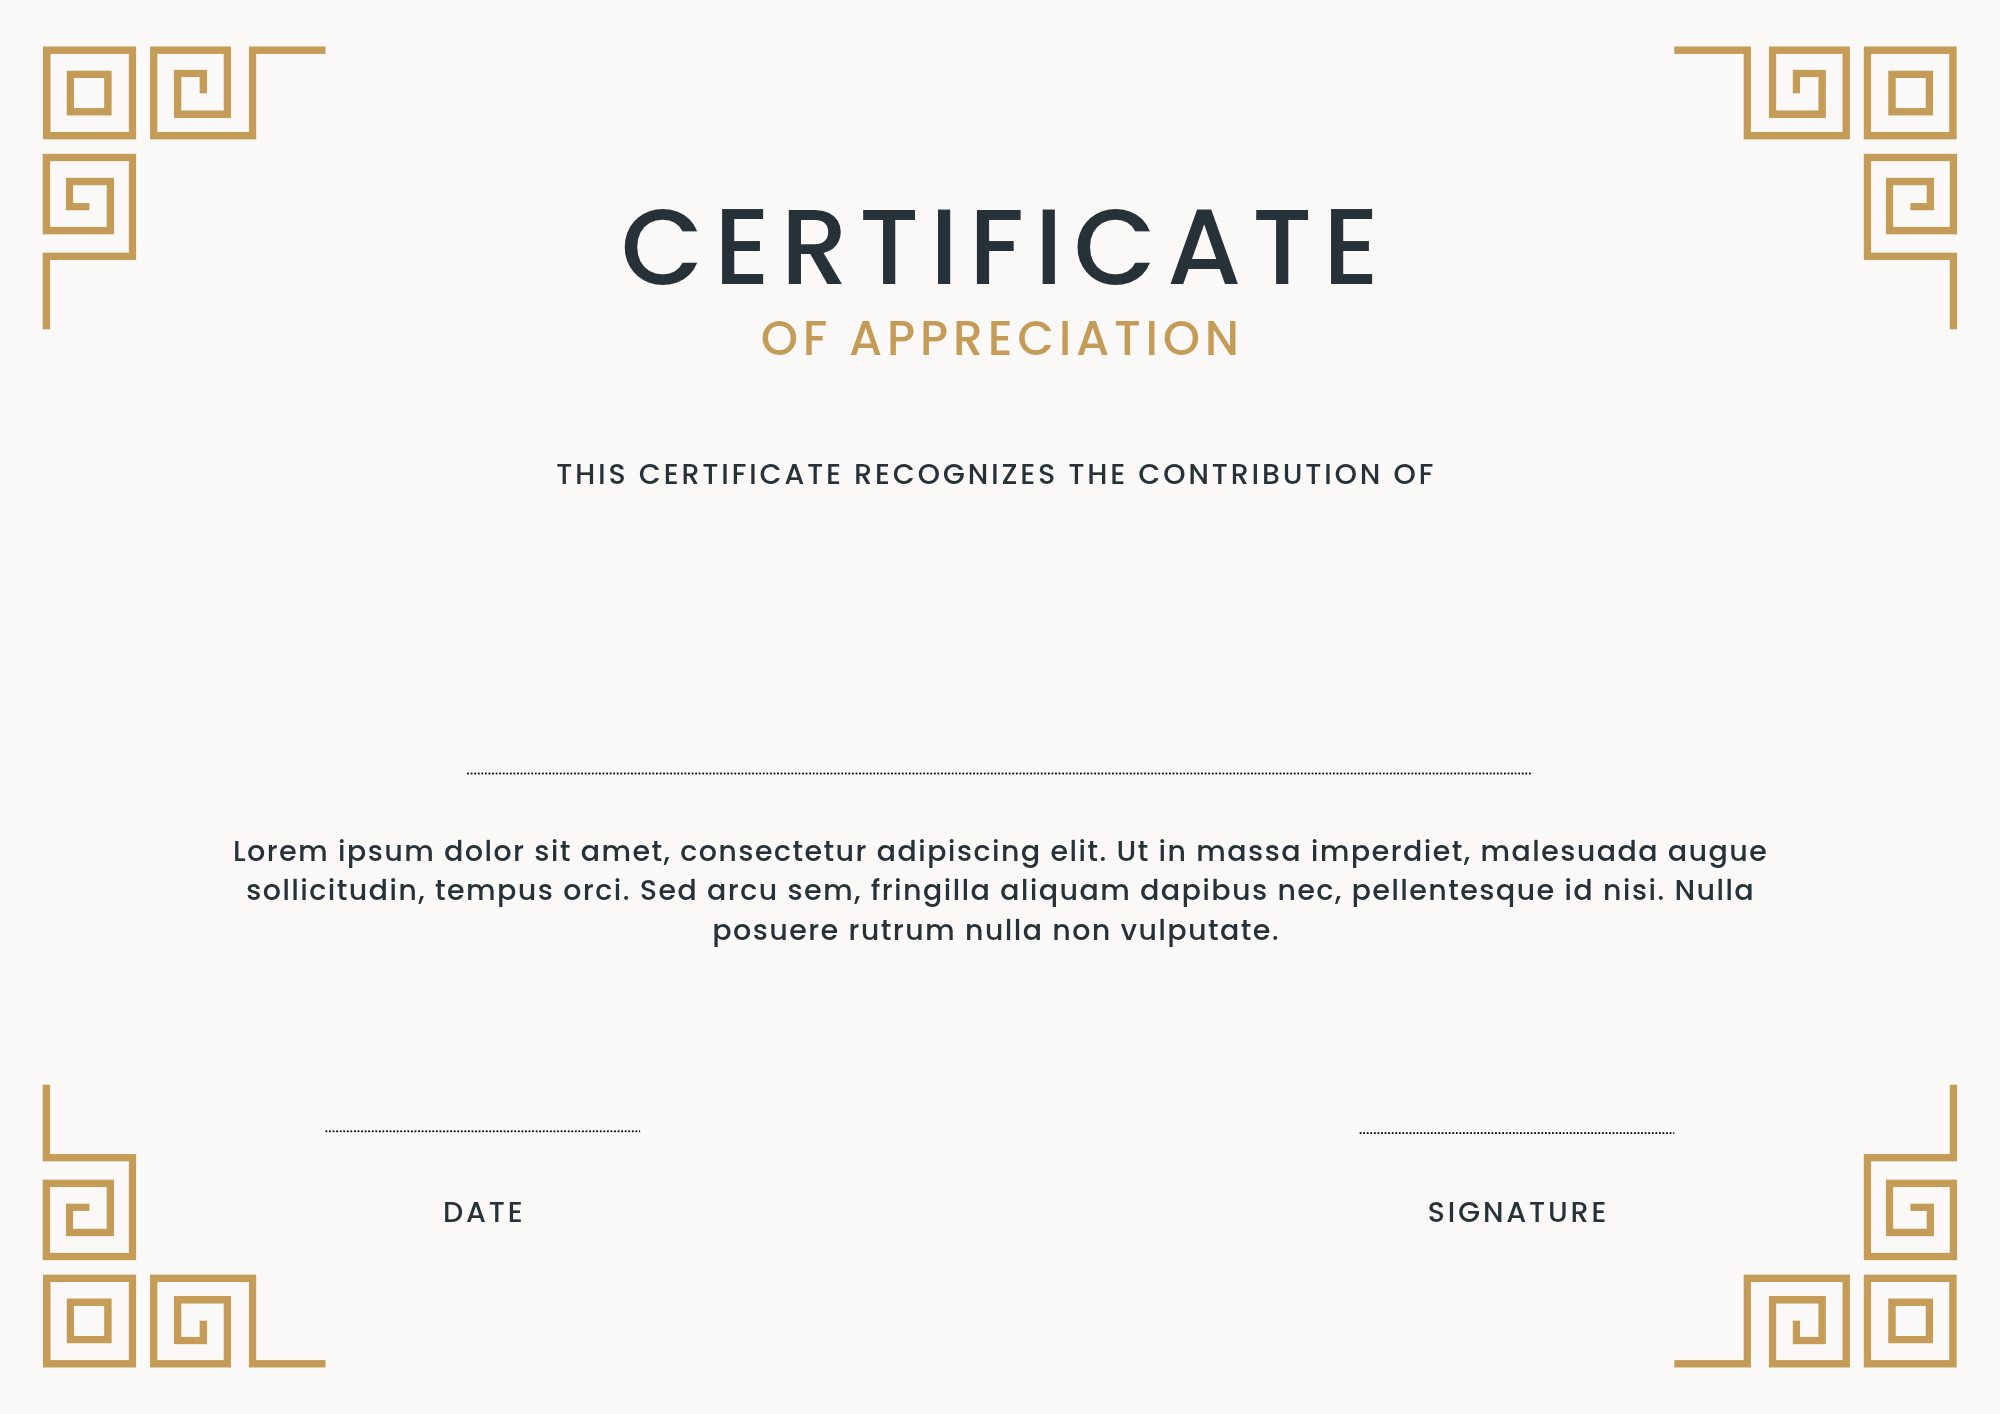 CERTIFICATE
OF APPRECIATION
THIS CERTIFICATE RECOGNIZES THE CONTRIBUTION OF
Lorem ipsum dolor sit amet, consectetur adipiscing elit. Ut in massa imperdiet, malesuada augue
sollicitudin, tempus orci. Sed arcu sem, fringilla aliquam dapibus nec, pellentesque id nisi. Nulla
posuere rutrum nulla non vulputate.
DATE
SIGNATURE